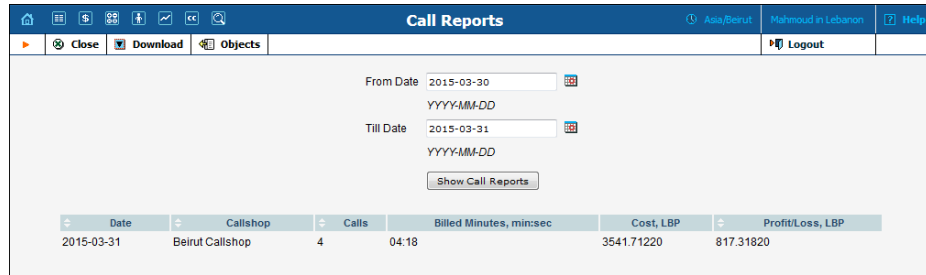 $ cc Call Reports Asia/Beirut Mahmoud in Lebanon ? Help
Close Download Objects Logout
From Date 2015-03-30
YYYY-MM-DD
Till Date 2015-03-31
YYYY-MM-DD
Show Call Reports
Date Callshop Calls Billed Minutes, min:sec Cost, LBP Profit/Loss, LBP
2015-03-31 Beirut Callshop 4 04:18 3541.71220 817.31820